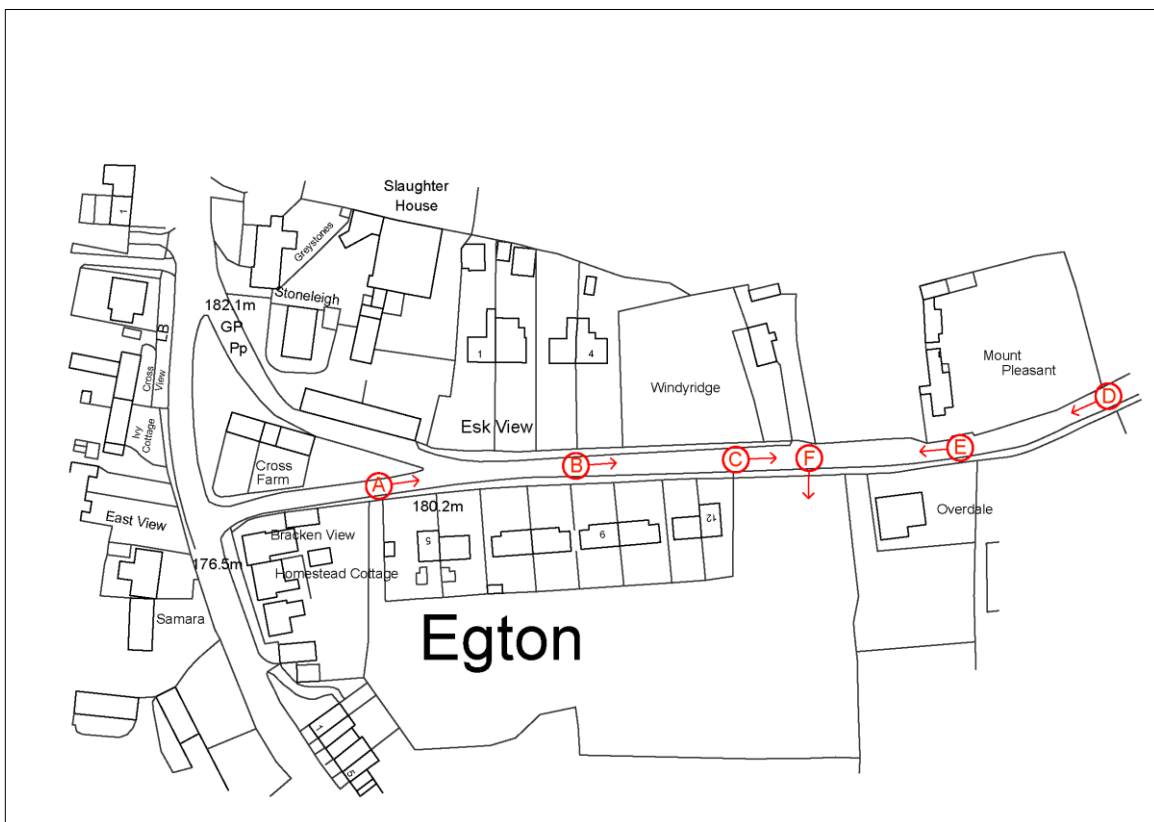 1
Slaughter
House
Greystones
Stoneleigh
182.1m
GP
Pp
LB
Cross
View
Ivy
Cottage
1
4
Esk View
Windyridge
Mount
Pleasant
D
E
F
C
B
A
Cross
Farm
180.2m
5
9
12
Overdale
East View
Bracken View
176.5m
Homestead Cottage
Samara
Egton
1
5